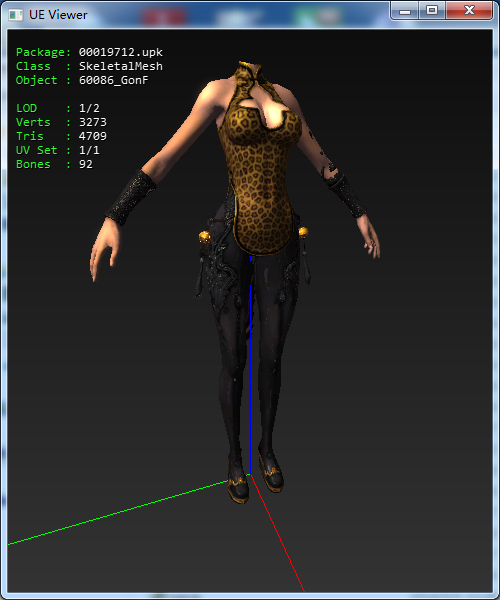 UE Viewer
Package: 00019712.upk
Class  : SkeletalMesh
Object : 60086_GonF
LOD    : 1/2
Verts  : 3273
Tris   : 4709
UV Set : 1/1
Bones  : 92